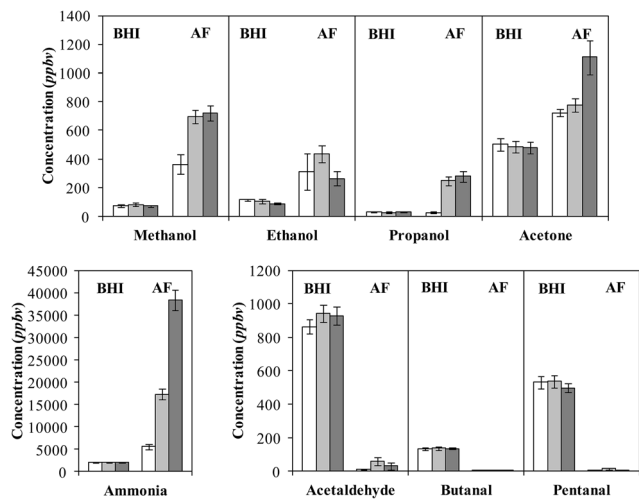 1400
1200
1000
800
600
400
200
0
Concentration (ppbv)
BHI AF BHI AF BHI AF BHI AF
Methanol Ethanol Propanol Acetone
45000
40000
35000
30000
25000
20000
15000
10000
5000
0
Concentration (ppbv)
BHI AF
Ammonia
1200
1000
800
600
400
200
0
Concentration (ppbv)
BHI AF BHI AF BHI AF
Acetaldehyde Butanal Pentanal